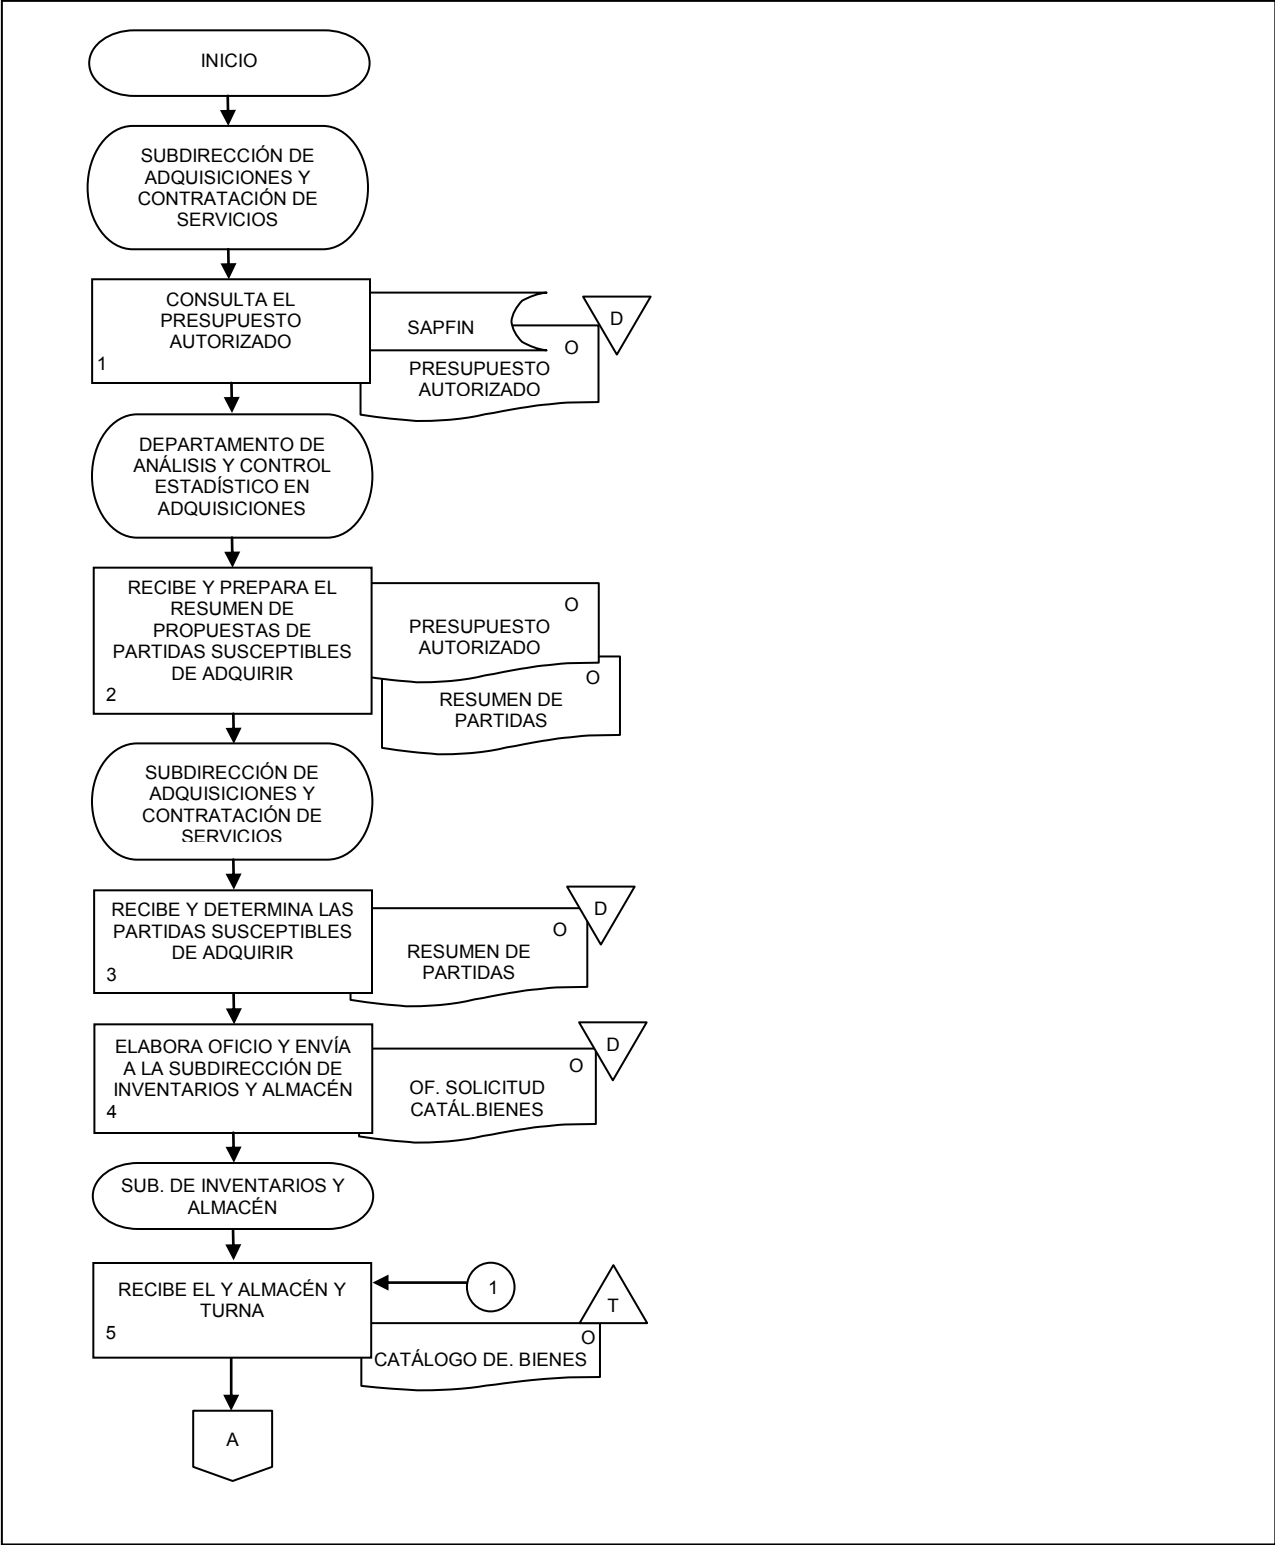 INICIO
SUBDIRECCIÓN DE
ADQUISICIONES Y
CONTRATACIÓN DE
SERVICIOS
CONSULTA EL
PRESUPUESTO
AUTORIZADO
1
SAPFIN
D
O
PRESUPUESTO
AUTORIZADO
DEPARTAMENTO DE
ANÁLISIS Y CONTROL
ESTADÍSTICO EN
ADQUISICIONES
RECIBE Y PREPARA EL
RESUMEN DE
PROPUESTAS DE
PARTIDAS SUSCEPTIBLES
DE ADQUIRIR
2
O
PRESUPUESTO
AUTORIZADO
O
RESUMEN DE
PARTIDAS
SUBDIRECCIÓN DE
ADQUISICIONES Y
CONTRATACIÓN DE
SERVICIOS
RECIBE Y DETERMINA LAS
PARTIDAS SUSCEPTIBLES
DE ADQUIRIR
3
D
O
RESUMEN DE
PARTIDAS
ELABORA OFICIO Y ENVÍA
A LA SUBDIRECCIÓN DE
INVENTARIOS Y ALMACÉN
4
D
O
OF. SOLICITUD
CATÁL.BIENES
SUB. DE INVENTARIOS Y
ALMACÉN
RECIBE EL Y ALMACÉN Y
TURNA
5
1
T
O
CATÁLOGO DE. BIENES
A